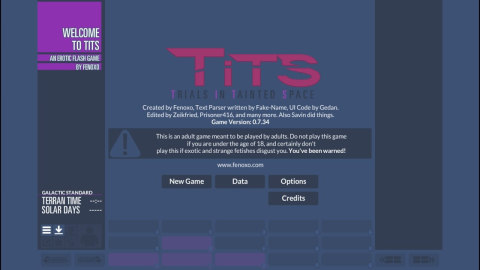 WELCOME
TO TITS
AN EROTIC FLASH GAME
BY FENOXO
TiTS
TRIALS IN TAINTED SPACE
Created by Fenoxo, Text Parser written by Fake-Name, UI Code by Gedan.
Edited by Zeikfried, Prisoner416, and many more. Also Savin did things.
Game Version: 0.7.34
This is an adult game meant to be played by adults. Do not play this game
if you are under the age of 18, and certainly don't
play this if exotic and strange fetishes disgust you. You've been warned!
www.fenoxo.com
New Game
Data
Options
Credits
GALACTIC STANDARD
TERRAN TIME --:--
SOLAR DAYS -----